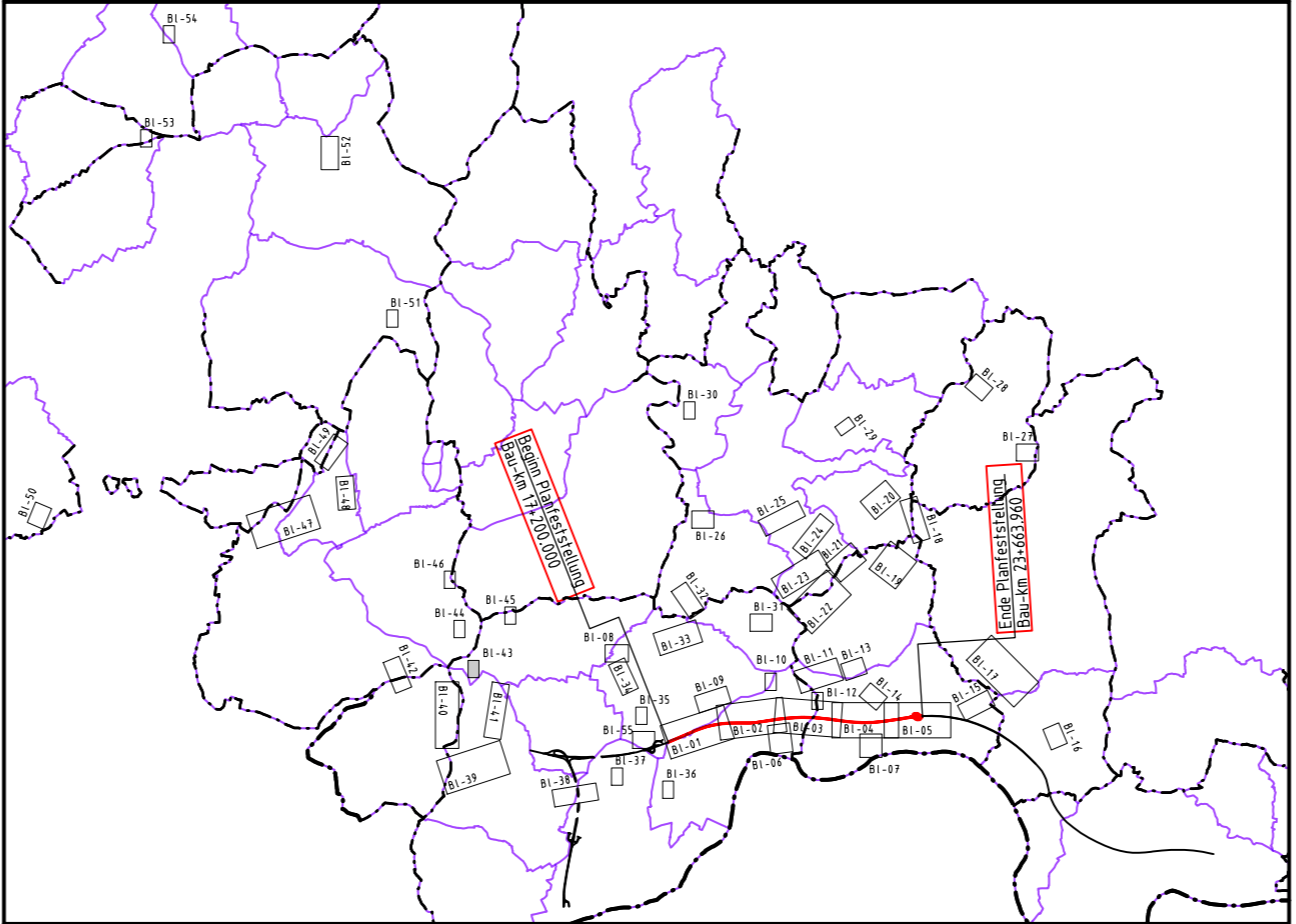 Bl-54
Bl-53
Bl-52
Bl-51
Bl-50
Bl-49
Bl-48
Bl-47
Bl-46
Bl-45
Bl-44
Bl-43
Bl-42
Bl-41
Bl-40
Bl-39
Bl-38
Bl-37
Bl-36
Bl-55
Bl-35
Bl-34
Bl-08
Bl-33
Bl-32
Bl-31
Bl-30
Bl-26
Bl-25
Bl-24
Bl-23
Bl-22
Bl-21
Bl-20
Bl-19
Bl-18
Bl-29
Bl-28
Bl-27
Beginn Planfeststellung
Bau-km 17+200.000
Ende Planfeststellung
Bau-km 23+663.960
Bl-09
Bl-10
Bl-11
Bl-13
Bl-12
Bl-14
Bl-15
Bl-17
Bl-16
Bl-01
Bl-02
Bl-03
Bl-04
Bl-05
Bl-06
Bl-07